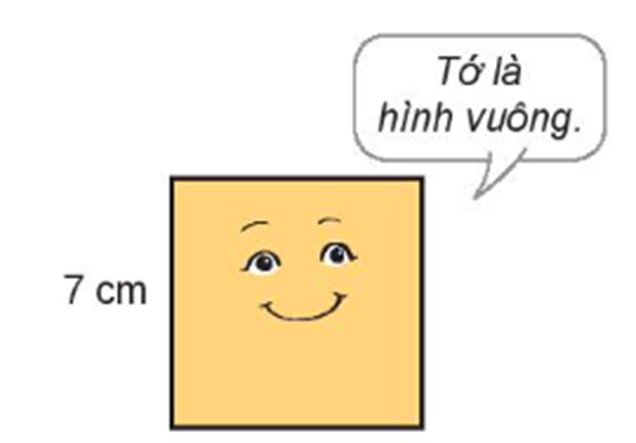 Tớ là
hình vuông.
7 cm